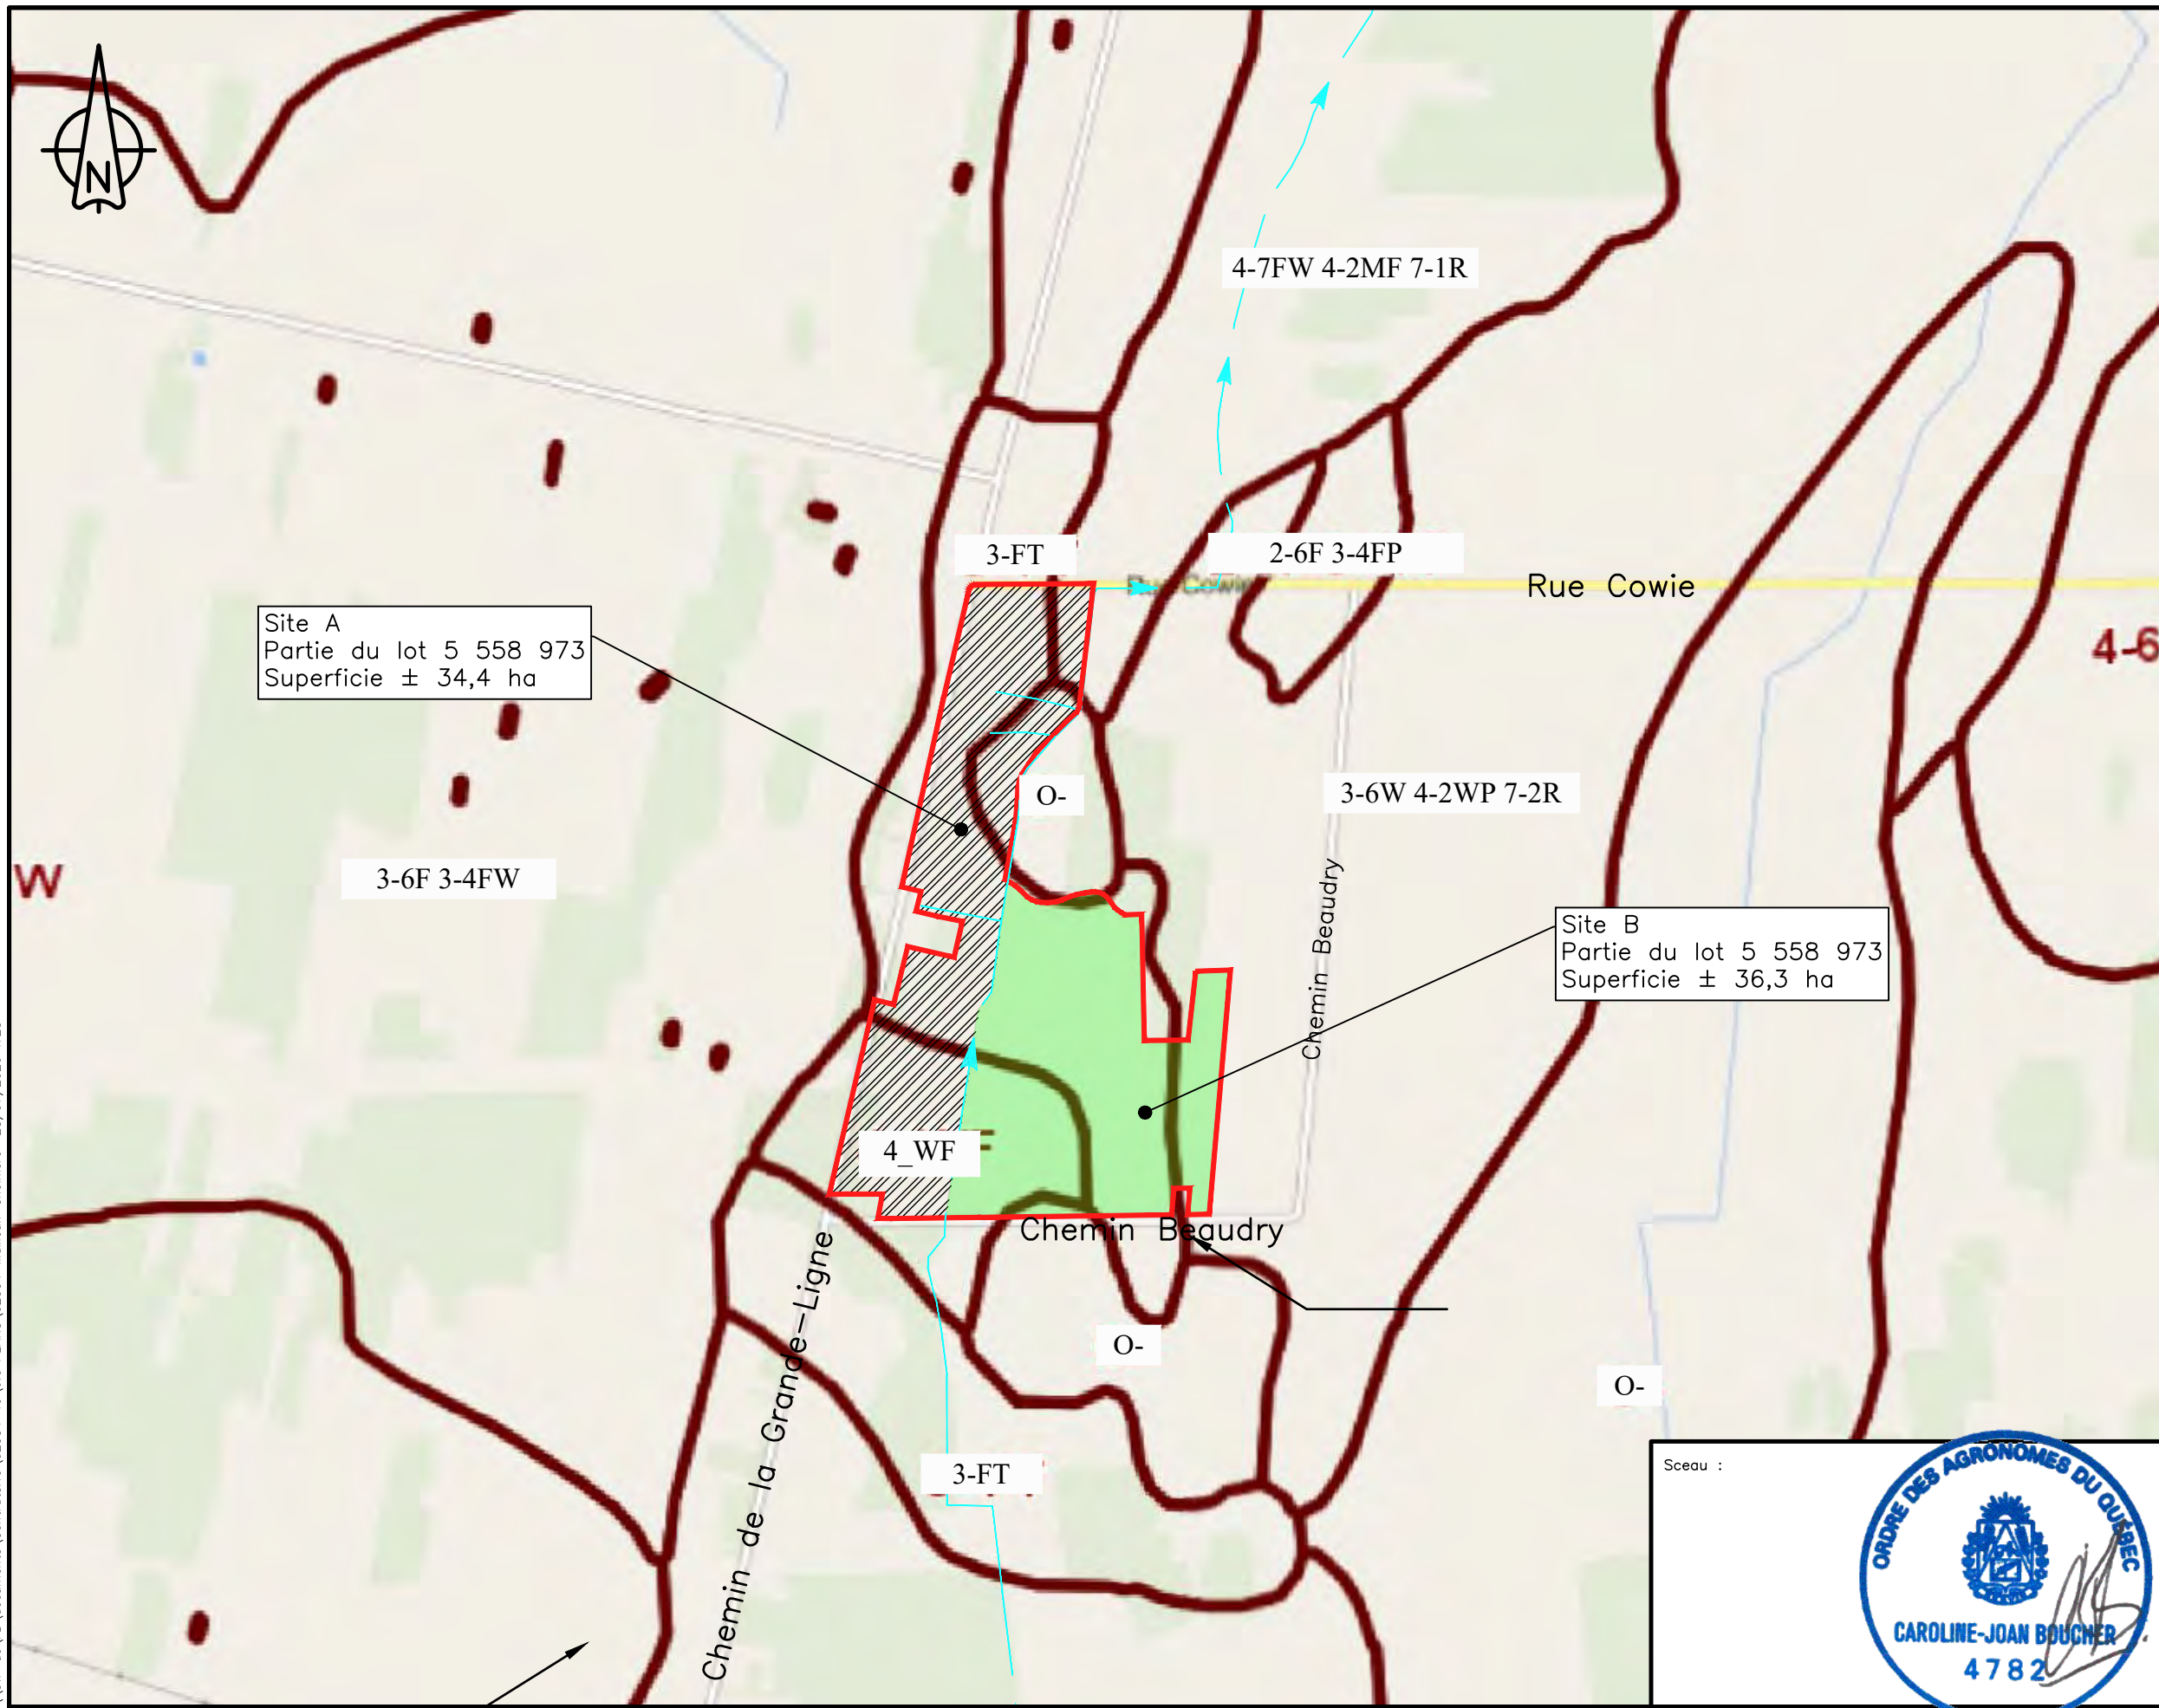 N
4-7FW 4-2MF 7-1R
3-FT
2-6F 3-4FP
Rue Cowie
Rue Cowie
Site A
Partie du lot 5 558 973
Superficie ± 34,4 ha
4-6
O-
3-6W 4-2WP 7-2R
W
3-6F 3-4FW
Chemin Beaudry
Site B
Partie du lot 5 558 973
Superficie ± 36,3 ha
4_WF
Chemin Beaudry
Chemin de la Grande-Ligne
O-
O-
3-FT
Sceau :
ORDRE DES AGRONOMES DU QUÉBEC
CAROLINE-JOAN BOUCHER
4782